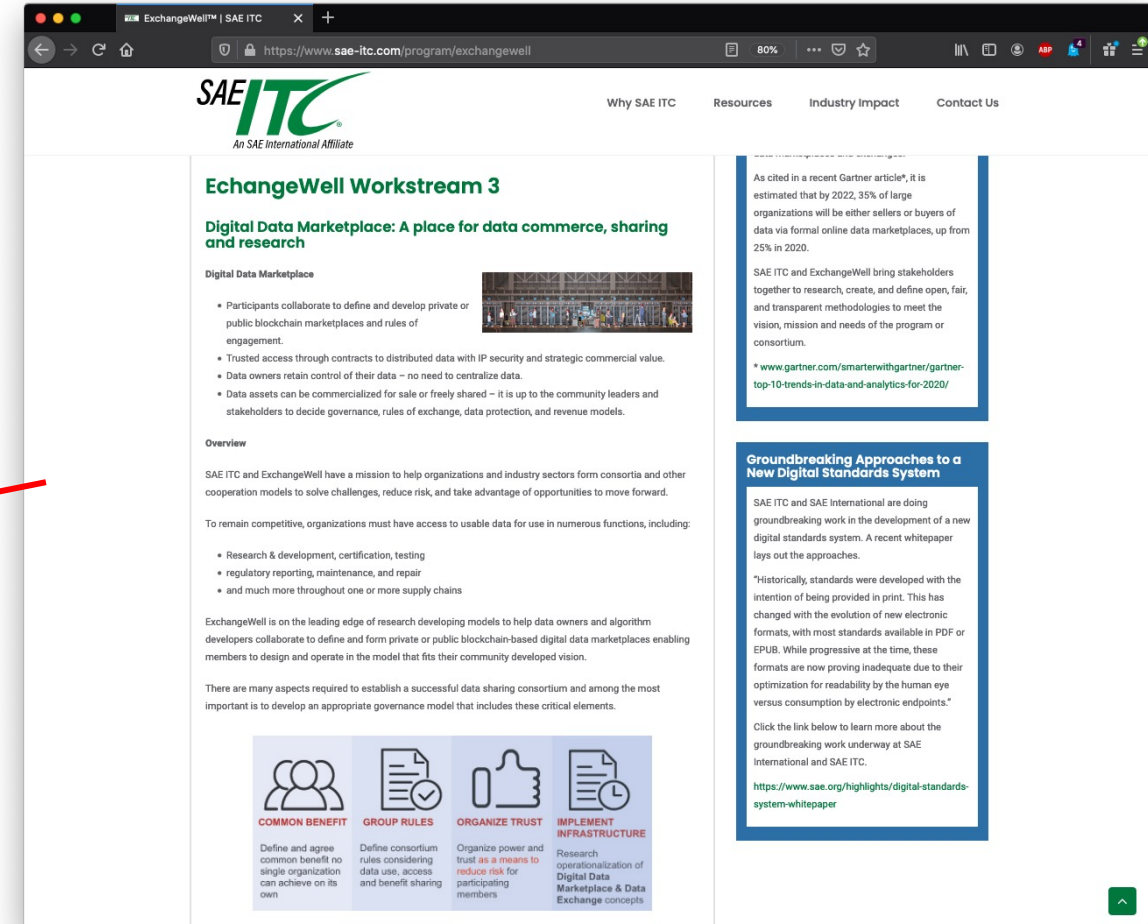 ExchangeWell™ | SAE ITC
https://www.sae-itc.com/program/exchangewell
80%
ABP
4
SAE ITC
An SAE International Affiliate
Why SAE ITC
Resources
Industry Impact
Contact Us
EchangeWell Workstream 3
Digital Data Marketplace: A place for data commerce, sharing
and research
Digital Data Marketplace
• Participants collaborate to define and develop private or
public blockchain marketplaces and rules of
engagement.
• Trusted access through contracts to distributed data with IP security and strategic commercial value.
• Data owners retain control of their data – no need to centralize data.
• Data assets can be commercialized for sale or freely shared – it is up to the community leaders and
stakeholders to decide governance, rules of exchange, data protection, and revenue models.
Overview
SAE ITC and ExchangeWell have a mission to help organizations and industry sectors form consortia and other
cooperation models to solve challenges, reduce risk, and take advantage of opportunities to move forward.
To remain competitive, organizations must have access to usable data for use in numerous functions, including:
• Research & development, certification, testing
• regulatory reporting, maintenance, and repair
• and much more throughout one or more supply chains
ExchangeWell is on the leading edge of research developing models to help data owners and algorithm
developers collaborate to define and form private or public blockchain-based digital data marketplaces enabling
members to design and operate in the model that fits their community developed vision.
There are many aspects required to establish a successful data sharing consortium and among the most
important is to develop an appropriate governance model that includes these critical elements.
COMMON BENEFIT
Define and agree
common benefit no
single organization
can achieve on its
own
GROUP RULES
Define consortium
rules considering
data use, access
and benefit sharing
ORGANIZE TRUST
Organize power and
trust as a means to
reduce risk for
participating
members
IMPLEMENT
INFRASTRUCTURE
Research
operationalization of
Digital Data
Marketplace & Data
Exchange concepts
As cited in a recent Gartner article*, it is
estimated that by 2022, 35% of large
organizations will be either sellers or buyers of
data via formal online data marketplaces, up from
25% in 2020.
SAE ITC and ExchangeWell bring stakeholders
together to research, create, and define open, fair,
and transparent methodologies to meet the
vision, mission and needs of the program or
consortium.
* www.gartner.com/smarterwithgartner/gartner-
top-10-trends-in-data-and-analytics-for-2020/
Groundbreaking Approaches to a
New Digital Standards System
SAE ITC and SAE International are doing
groundbreaking work in the development of a new
digital standards system. A recent whitepaper
lays out the approaches.
"Historically, standards were developed with the
intention of being provided in print. This has
changed with the evolution of new electronic
formats, with most standards available in PDF or
EPUB. While progressive at the time, these
formats are now proving inadequate due to their
optimization for readability by the human eye
versus consumption by electronic endpoints."
Click the link below to learn more about the
groundbreaking work underway at SAE
International and SAE ITC.
https://www.sae.org/highlights/digital-standards-
system-whitepaper